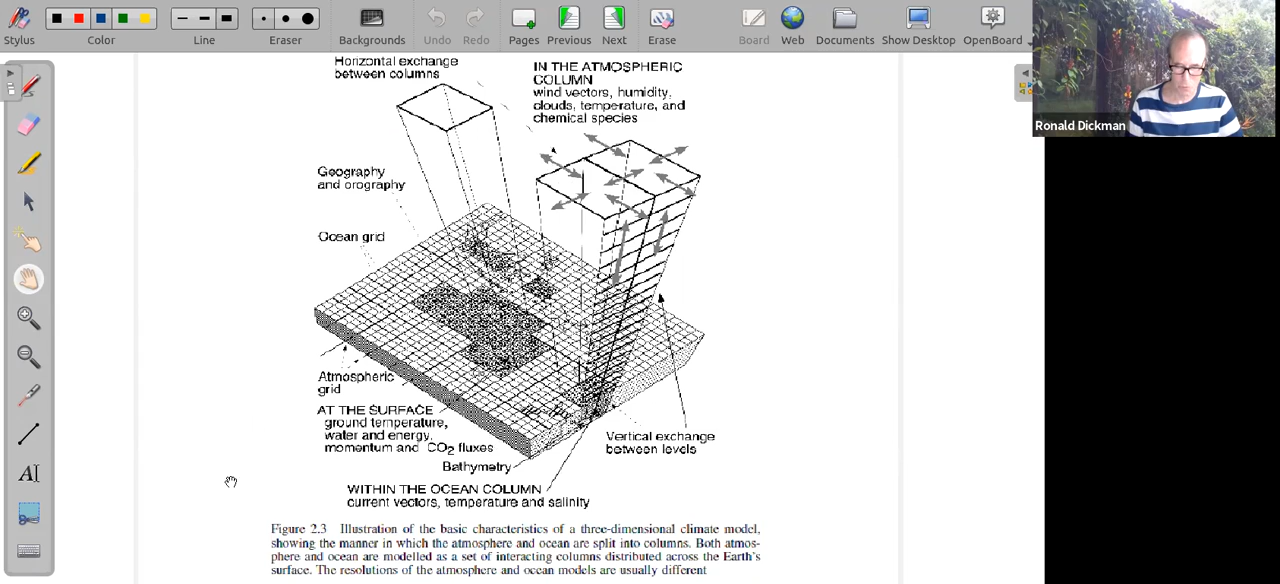 Stylus
Color
Line
Eraser
Backgrounds
Undo
Redo
Pages
Previous
Next
Erase
Board
Web
Documents
Show Desktop
OpenBoard
Ronald Dickman
Horizontal exchange
between columns
IN THE ATMOSPHERIC
COLUMN
wind vectors, humidity,
clouds, temperature, and
chemical species
Geography
and orography
Ocean grid
Atmospheric
grid
AT THE SURFACE
ground temperature,
water and energy,
momentum and CO2 fluxes
Bathymetry
Vertical exchange
between levels
WITHIN THE OCEAN COLUMN
current vectors, temperature and salinity
Figure 2.3 Illustration of the basic characteristics of a three-dimensional climate model,
showing the manner in which the atmosphere and ocean are split into columns. Both atmos-
phere and ocean are modelled as a set of interacting columns distributed across the Earth's
surface. The resolutions of the atmosphere and ocean models are usually different